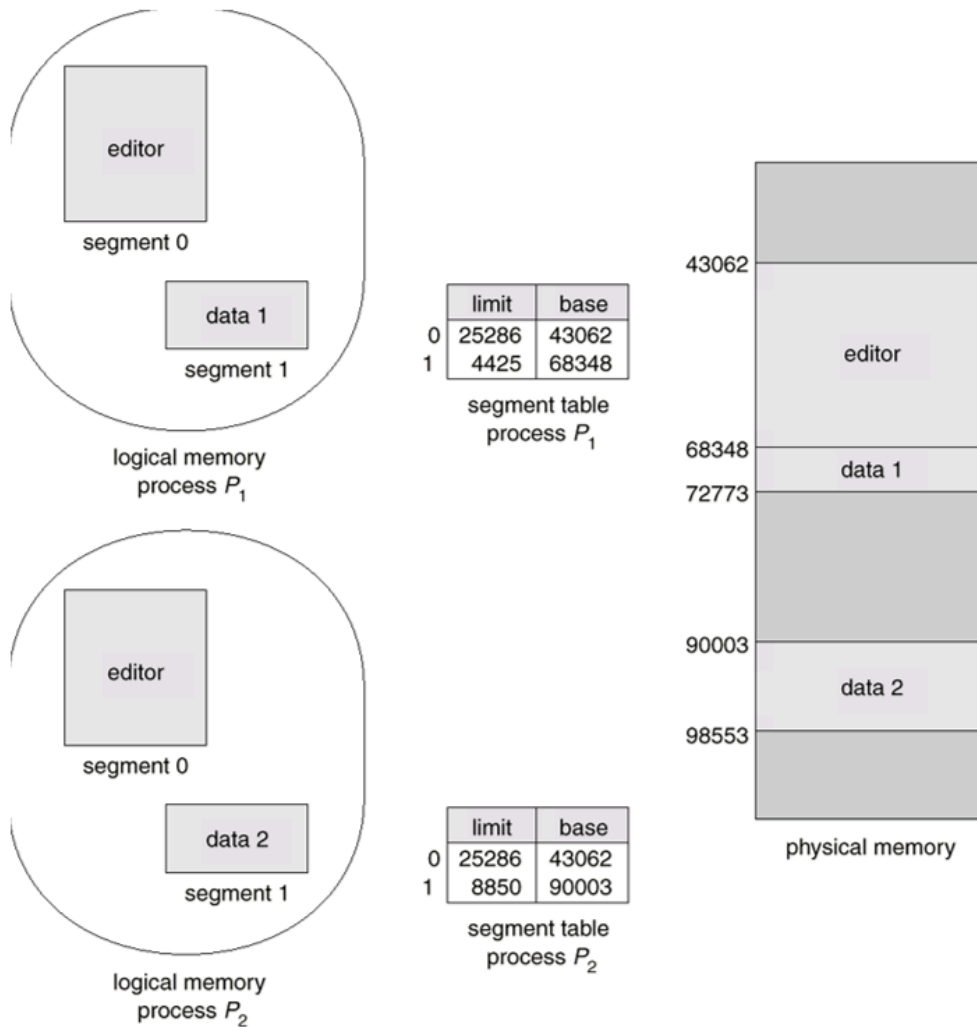 editor
segment 0
data 1
segment 1
logical memory
process P1
limit base
0 25286 43062
1 4425 68348
segment table
process P1
editor
segment 0
data 2
segment 1
logical memory
process P2
limit base
0 25286 43062
1 8850 90003
segment table
process P2
43062
editor
68348
data 1
72773
90003
data 2
98553
physical memory